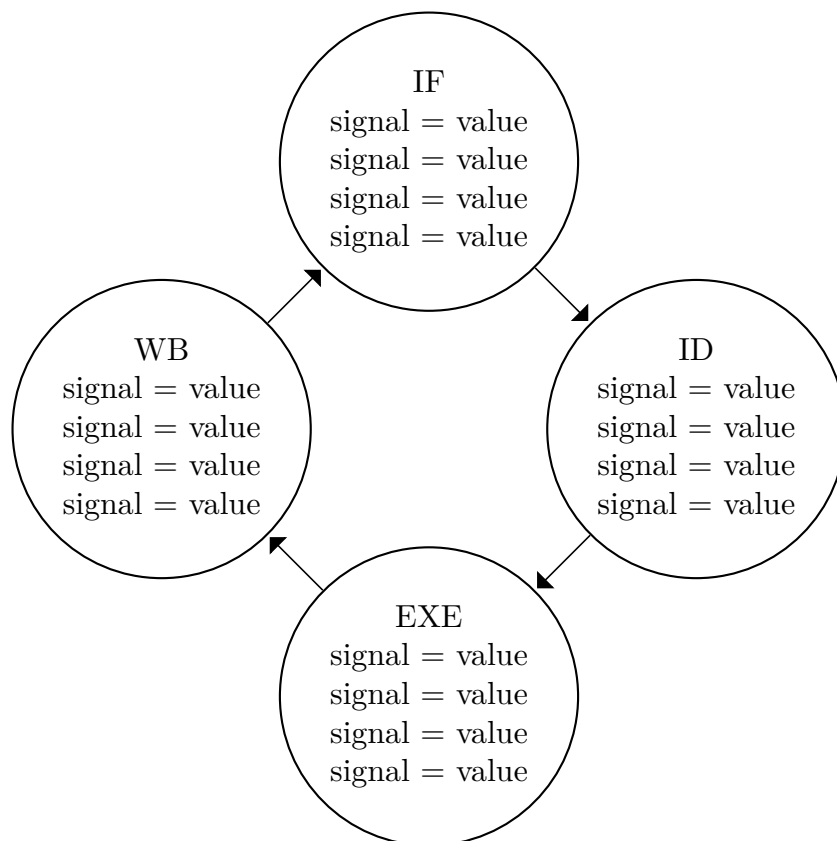 IF
signal = value
signal = value
signal = value
signal = value
WB
signal = value
signal = value
signal = value
signal = value
ID
signal = value
signal = value
signal = value
signal = value
EXE
signal = value
signal = value
signal = value
signal = value